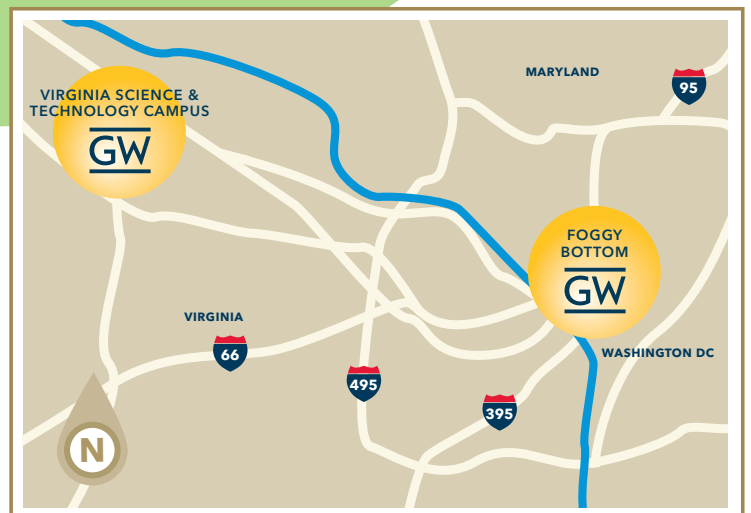 MARYLAND
95
VIRGINIA SCIENCE &
TECHNOLOGY CAMPUS
GW
FOGGY
BOTTOM
GW
VIRGINIA
66
WASHINGTON DC
495
395
N